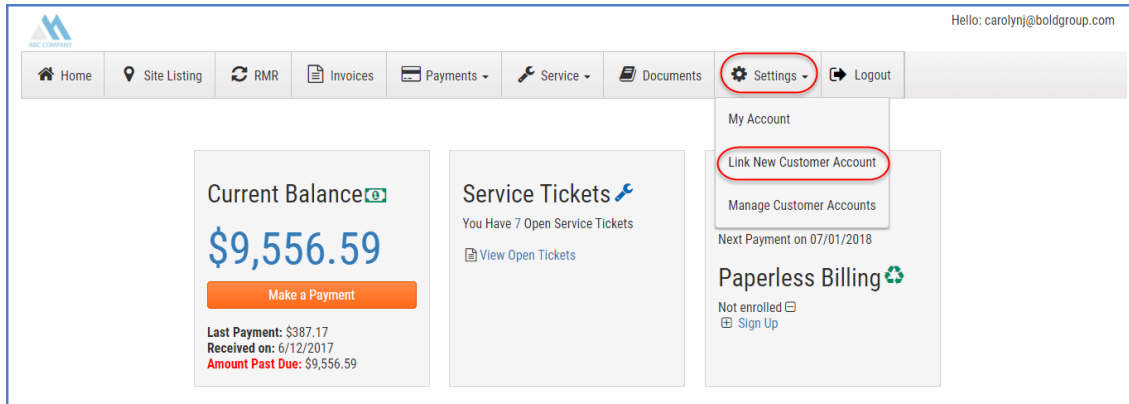 Hello: carolynj@boldgroup.com
ABC COMPANY
Home Site Listing RMR Invoices Payments Service Documents Settings Logout
My Account
Link New Customer Account
Manage Customer Accounts
Current Balance
$9,556.59
Make a Payment
Last Payment: $387.17
Received on: 6/12/2017
Amount Past Due: $9,556.59
Service Tickets
You Have 7 Open Service Tickets
View Open Tickets
Next Payment on 07/01/2018
Paperless Billing
Not enrolled
Sign Up